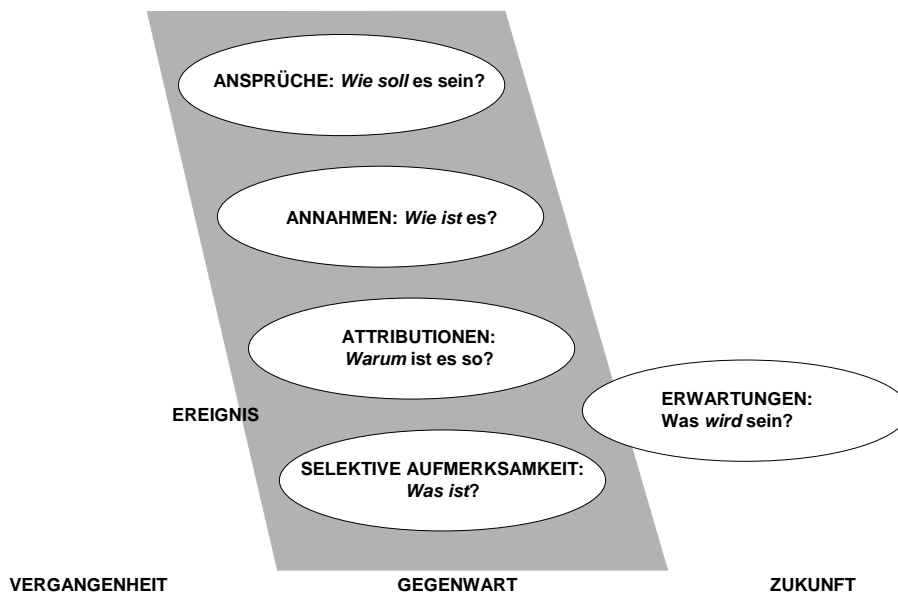 ANSPRÜCHE: Wie soll es sein?
ANNAHMEN: Wie ist es?
ATTRIBUTIONEN:
Warum ist es so?
ERWARTUNGEN:
Was wird sein?
EREIGNIS
SELEKTIVE AUFMERKSAMKEIT:
Was ist?
VERGANGENHEIT GEGENWART ZUKUNFT